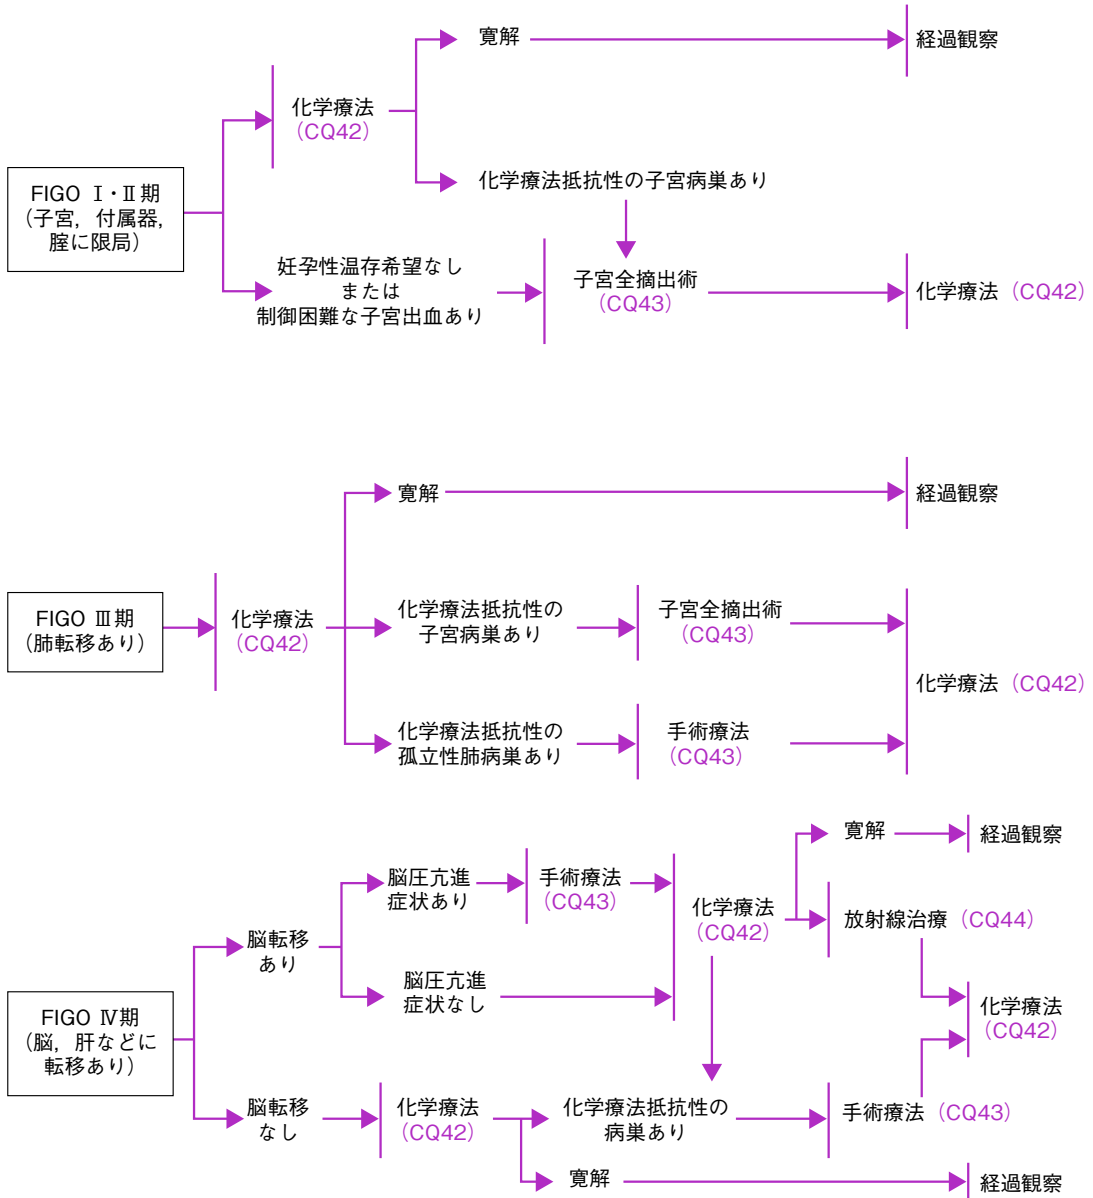 寛解
経過観察
化学療法
（CQ42）
化学療法抵抗性の子宮病巣あり
FIGO Ⅰ・Ⅱ期
（子宮，付属器，
腟に限局）
妊孕性温存希望なし
または
制御困難な子宮出血あり
子宮全摘出術
（CQ43）
化学療法（CQ42）
寛解
経過観察
FIGO Ⅲ期
（肺転移あり）
化学療法
（CQ42）
化学療法抵抗性の
子宮病巣あり
子宮全摘出術
（CQ43）
化学療法（CQ42）
化学療法抵抗性の
孤立性肺病巣あり
手術療法
（CQ43）
寛解
経過観察
脳圧亢進
症状あり
手術療法
（CQ43）
化学療法
（CQ42）
放射線治療（CQ44）
脳転移
あり
脳圧亢進
症状なし
化学療法
（CQ42）
FIGO Ⅳ期
（脳，肝などに
転移あり）
脳転移
なし
化学療法
（CQ42）
化学療法抵抗性の
病巣あり
手術療法（CQ43）
寛解
経過観察